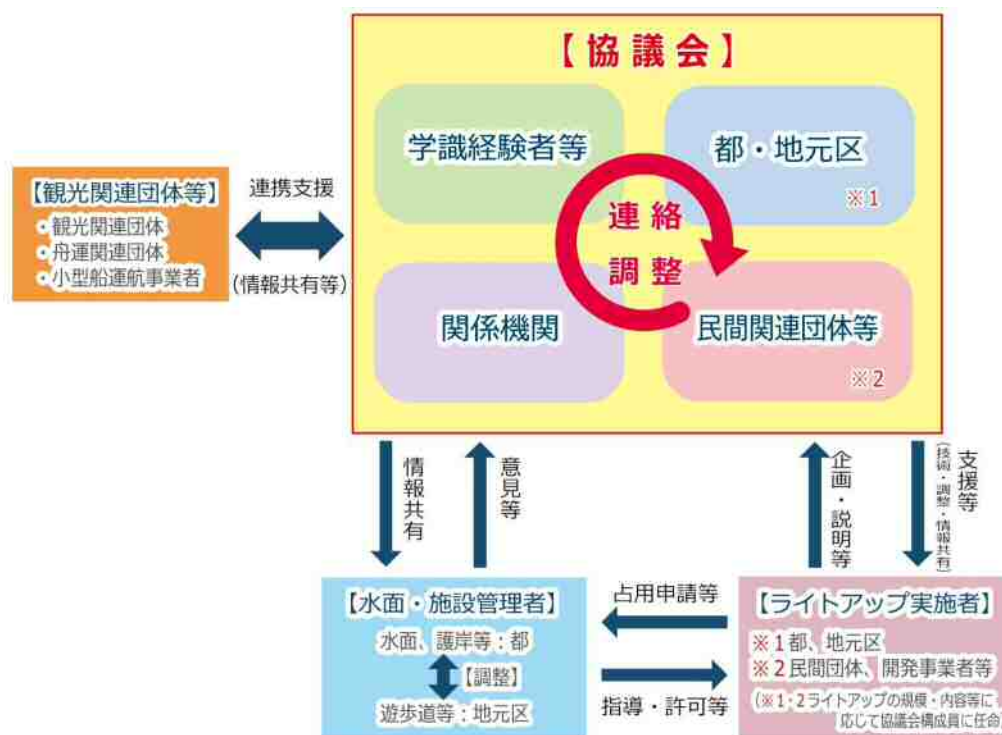 【協議会】
学識経験者等
都・地元区
※1
連絡
調整
関係機関
民間関連団体等
※2
【観光関連団体等】
・観光関連団体
・舟運関連団体
・小型船運航事業者
連携支援
(情報共有等)
情報共有
意見等
企画・説明等
支援等
(技術・調整・情報共有)
【水面・施設管理者】
水面、護岸等：都
【調整】
遊歩道等：地元区
占用申請等
指導・許可等
【ライトアップ実施者】
※1都、地元区
※2民間団体、開発事業者等
(※1・2ライトアップの規模・内容等に
応じて協議会構成員に任命)